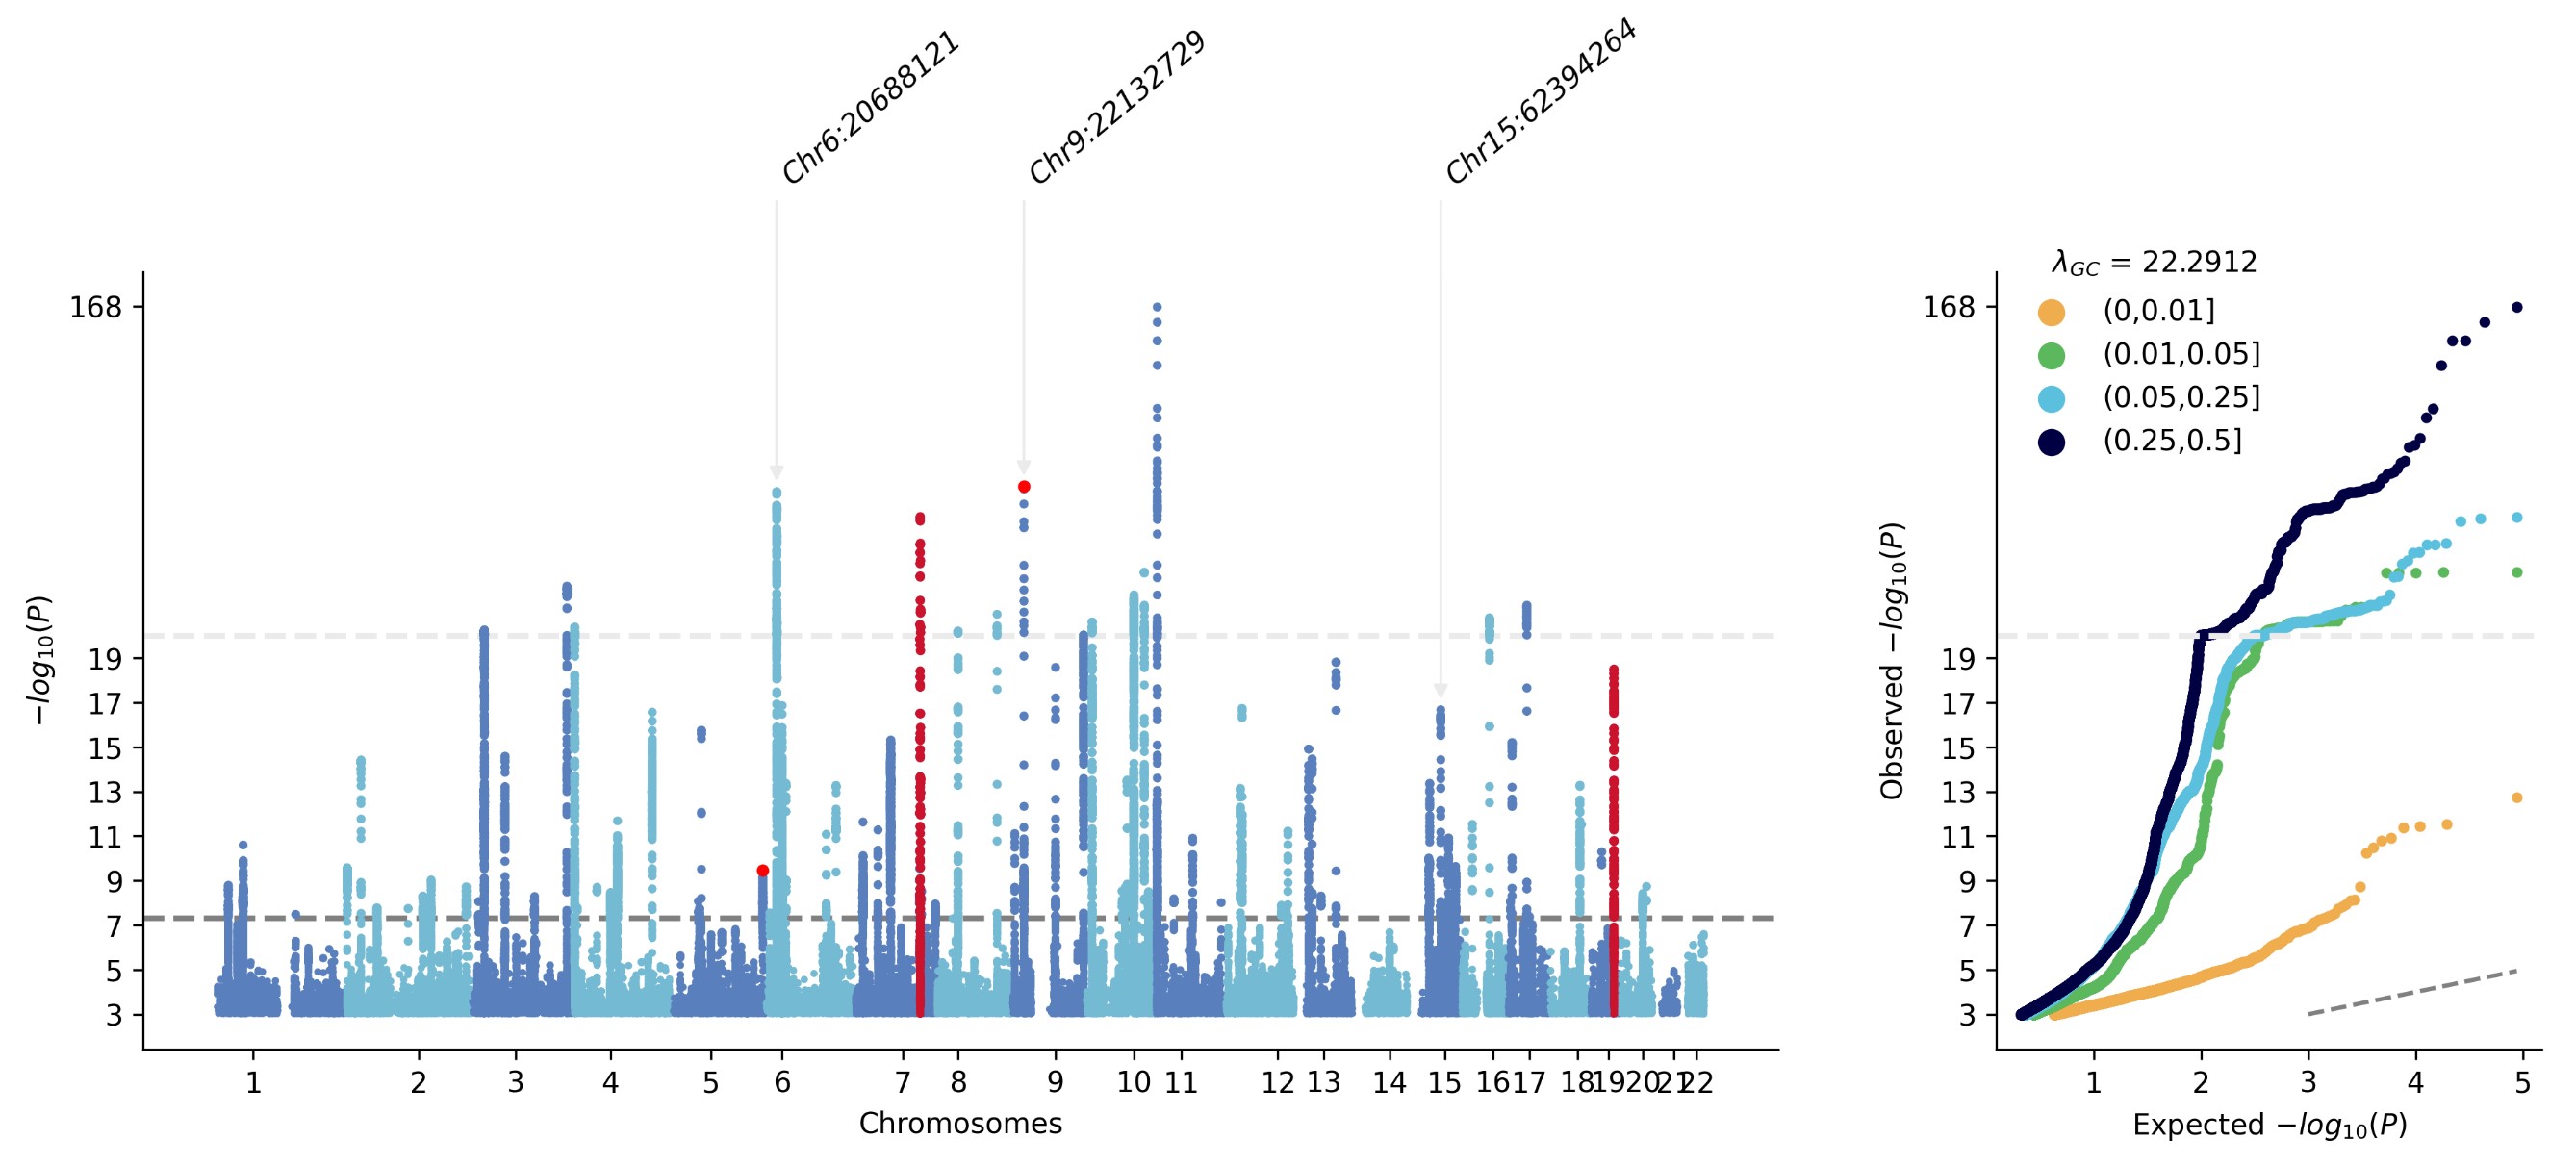 Chr6:20688121
Chr9:22132729
Chr15:62394264
168
19
17
15
13
11
9
7
5
3
−log10(P)
1 2 3 4 5 6 7 8 9 10 11 12 13 14 15 16 17 18 19 20 21 22
Chromosomes
λGC = 22.2912
(0,0.01]
(0.01,0.05]
(0.05,0.25]
(0.25,0.5]
168
19
17
15
13
11
9
7
5
3
Observed −log10(P)
1 2 3 4 5
Expected −log10(P)